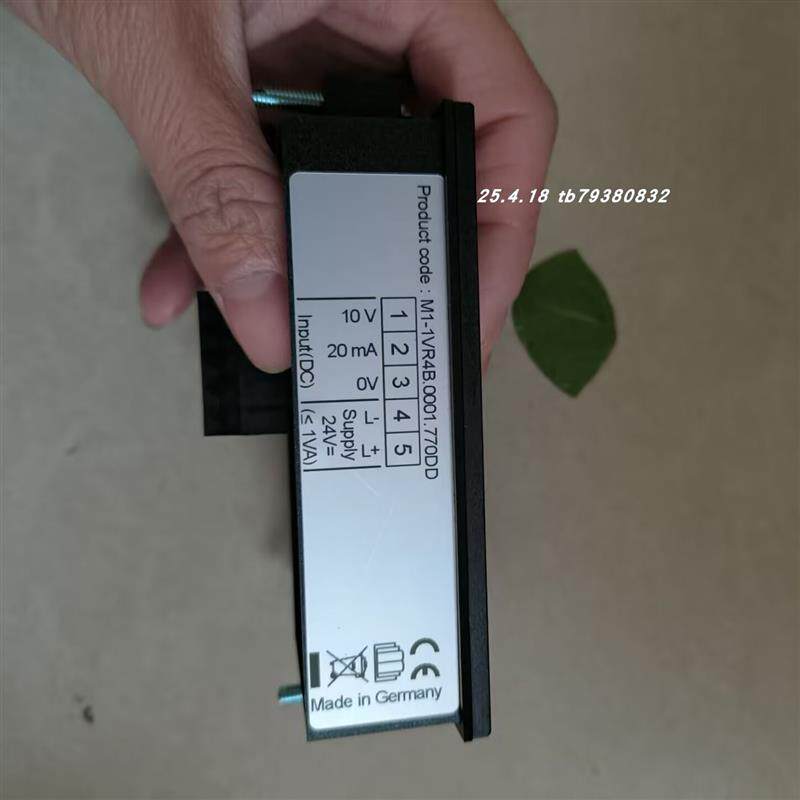 25.4.18 tb79380832
Product code : M1-1VR4B.0001.770DD
1 2 3 4 5
10 V 20 mA 0V - +
Input(DC) Supply
24V=
(≤ 1VA)
CE
Made in Germany